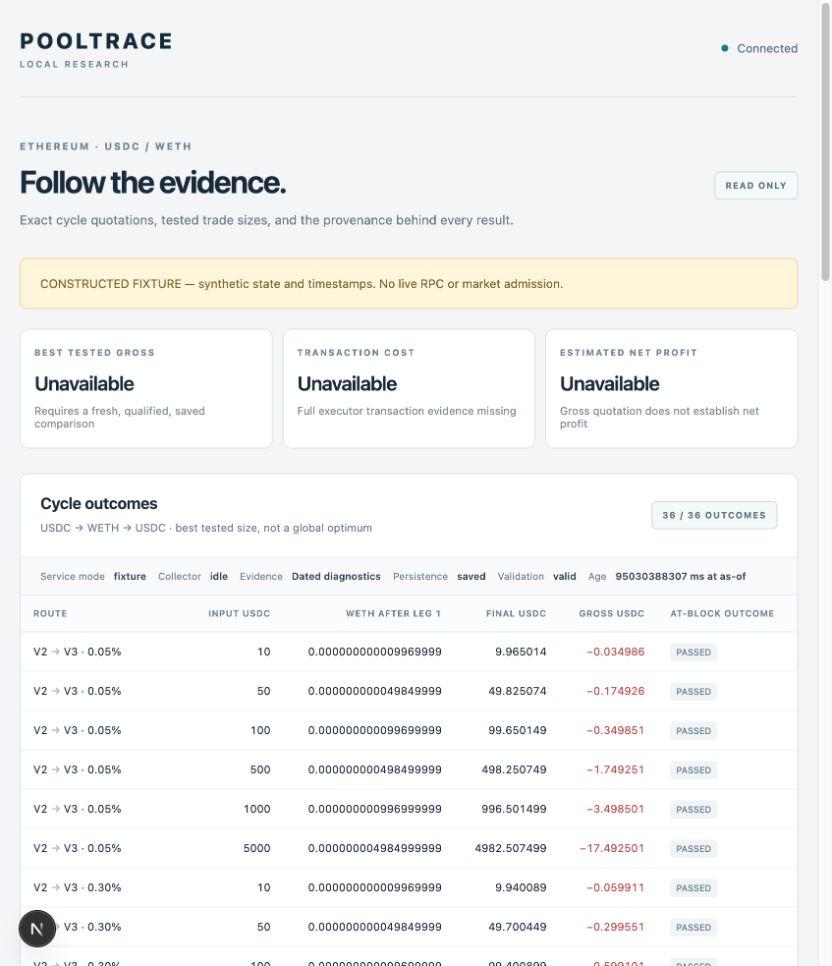 POOLTRACE
LOCAL RESEARCH
Connected
ETHEREUM · USDC / WETH
Follow the evidence.
READ ONLY
Exact cycle quotations, tested trade sizes, and the provenance behind every result.
CONSTRUCTED FIXTURE — synthetic state and timestamps. No live RPC or market admission.
BEST TESTED GROSS
Unavailable
Requires a fresh, qualified, saved
comparison
TRANSACTION COST
Unavailable
Full executor transaction evidence missing
ESTIMATED NET PROFIT
Unavailable
Gross quotation does not establish net
profit
Cycle outcomes
USDC → WETH → USDC · best tested size, not a global optimum
36 / 36 OUTCOMES
Service mode fixture Collector idle Evidence Dated diagnostics Persistence saved Validation valid Age 95030388307 ms at as-of
ROUTE INPUT USDC WETH AFTER LEG 1 FINAL USDC GROSS USDC AT-BLOCK OUTCOME
V2 → V3 · 0.05% 10 0.000000000009969999 9.965014 −0.034986 PASSED
V2 → V3 · 0.05% 50 0.000000000049849999 49.825074 −0.174926 PASSED
V2 → V3 · 0.05% 100 0.000000000099699999 99.650149 −0.349851 PASSED
V2 → V3 · 0.05% 500 0.000000000498499999 498.250749 −1.749251 PASSED
V2 → V3 · 0.05% 1000 0.000000000996999999 996.501499 −3.498501 PASSED
V2 → V3 · 0.05% 5000 0.000000004984999999 4982.507499 −17.492501 PASSED
V2 → V3 · 0.30% 10 0.000000000009969999 9.940089 −0.059911 PASSED
N → V3 · 0.30% 50 0.000000000049849999 49.700449 −0.299551 PASSED